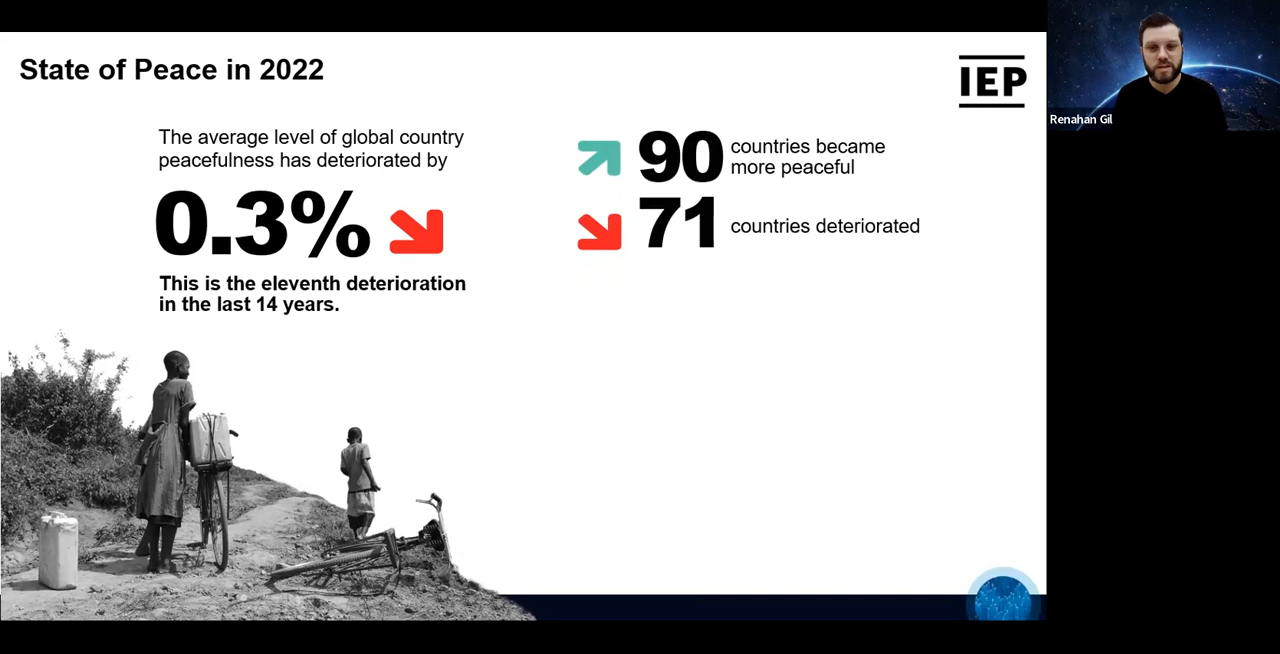 State of Peace in 2022
IEP
Renahan Gil
The average level of global country
peacefulness has deteriorated by
0.3%
This is the eleventh deterioration
in the last 14 years.
90
countries became
more peaceful
71
countries deteriorated